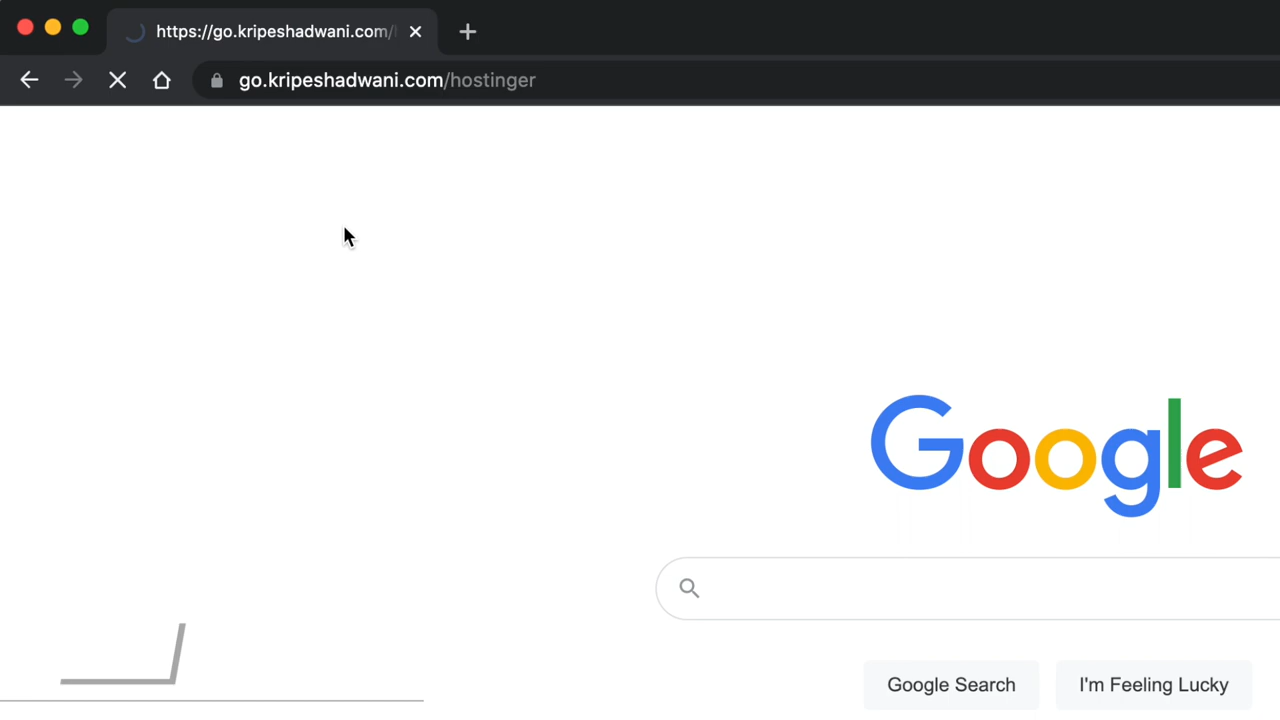 https://go.kripeshadwani.com/
go.kripeshadwani.com/hostinger
Google
Google Search
I'm Feeling Lucky